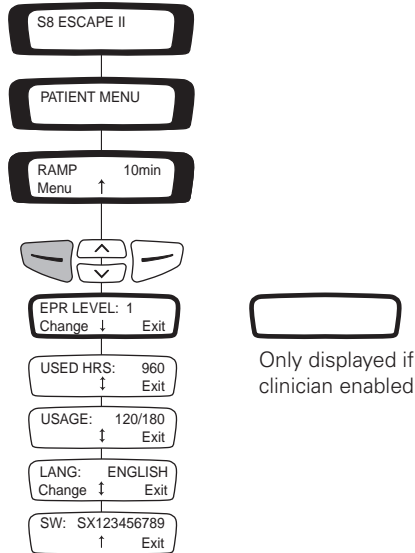 S8 ESCAPE II
PATIENT MENU
RAMP 10min
Menu ↑
EPR LEVEL: 1
Change ↓ Exit
Only displayed if
clinician enabled
USED HRS: 960
↕ Exit
USAGE: 120/180
↕ Exit
LANG: ENGLISH
Change ↕ Exit
SW: SX123456789
↑ Exit